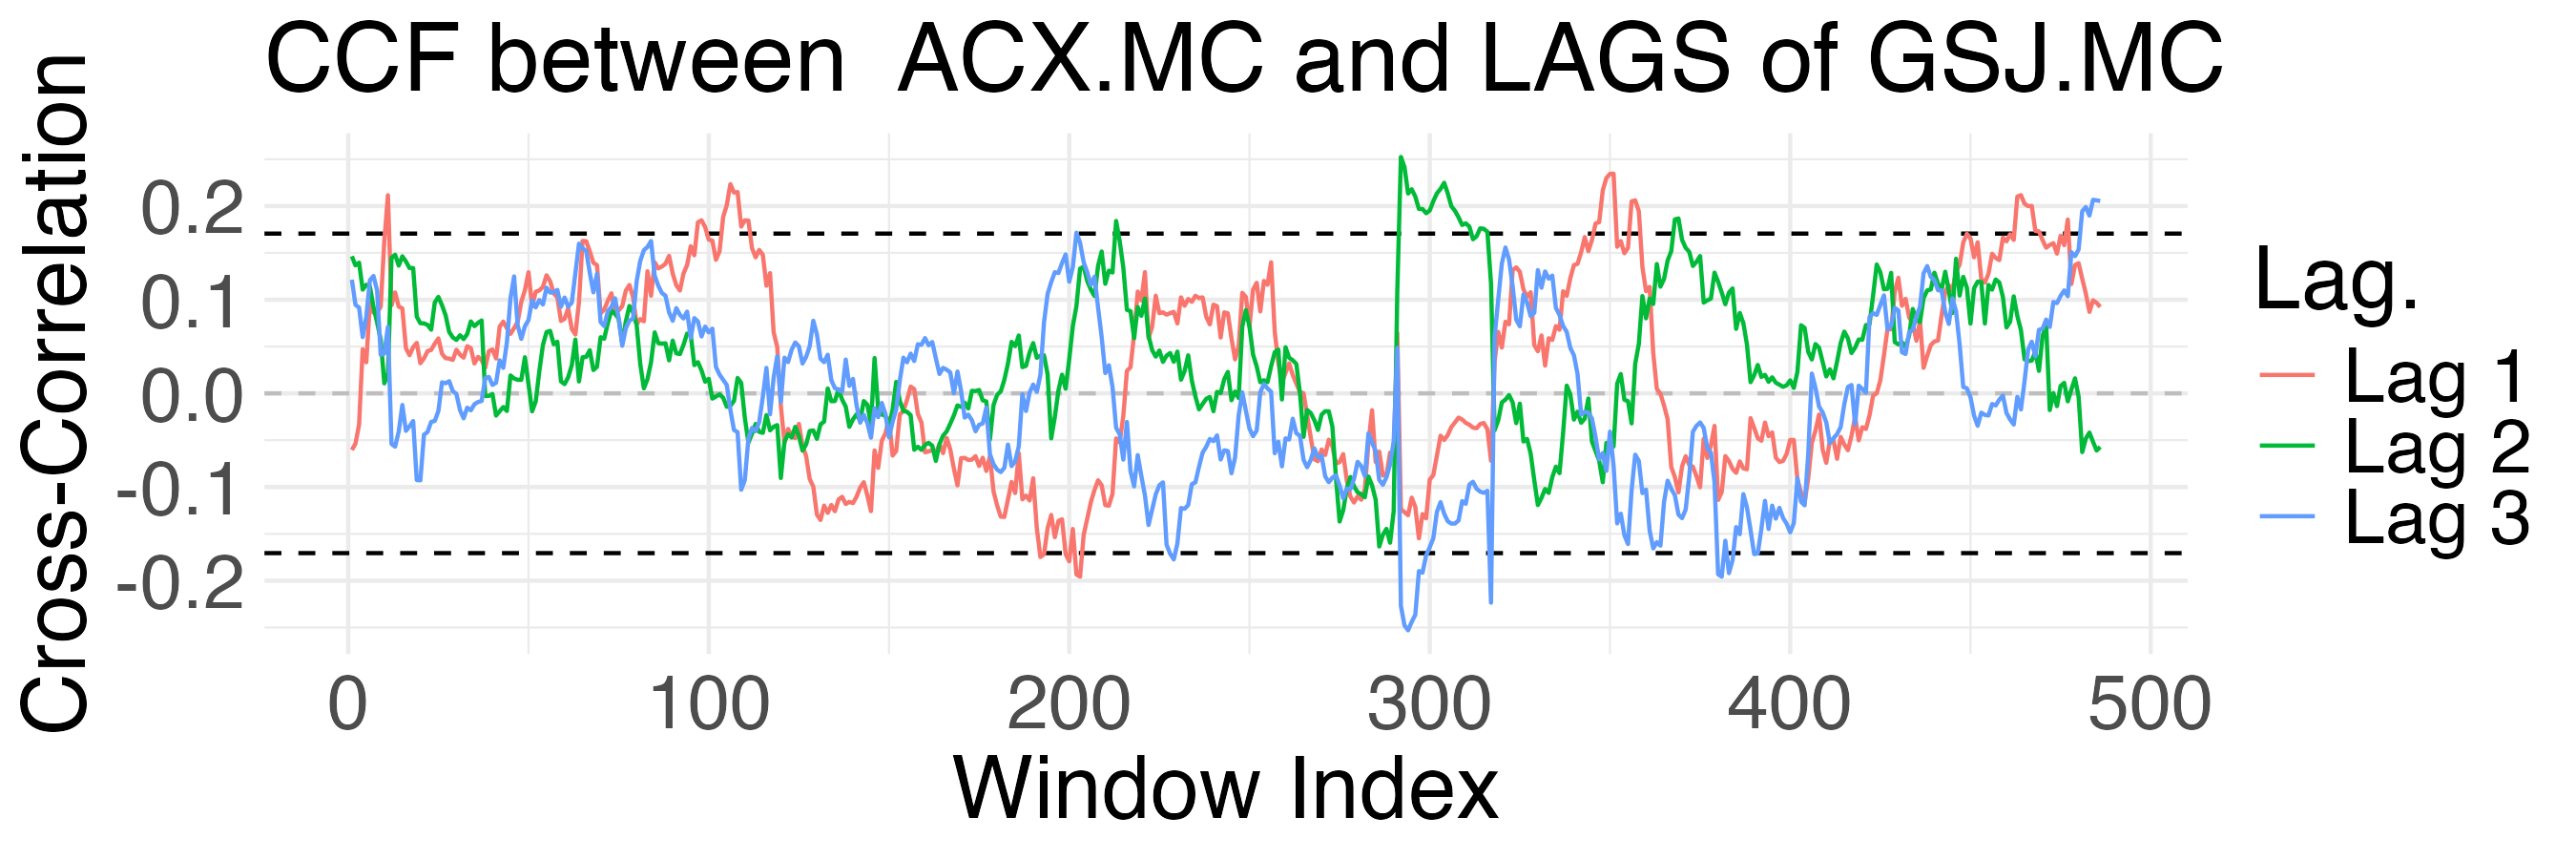 CCF between  ACX.MC and LAGS of GSJ.MC
Cross-Correlation
0.2
0.1
0.0
-0.1
-0.2
0 100 200 300 400 500
Window Index
Lag.
Lag 1
Lag 2
Lag 3